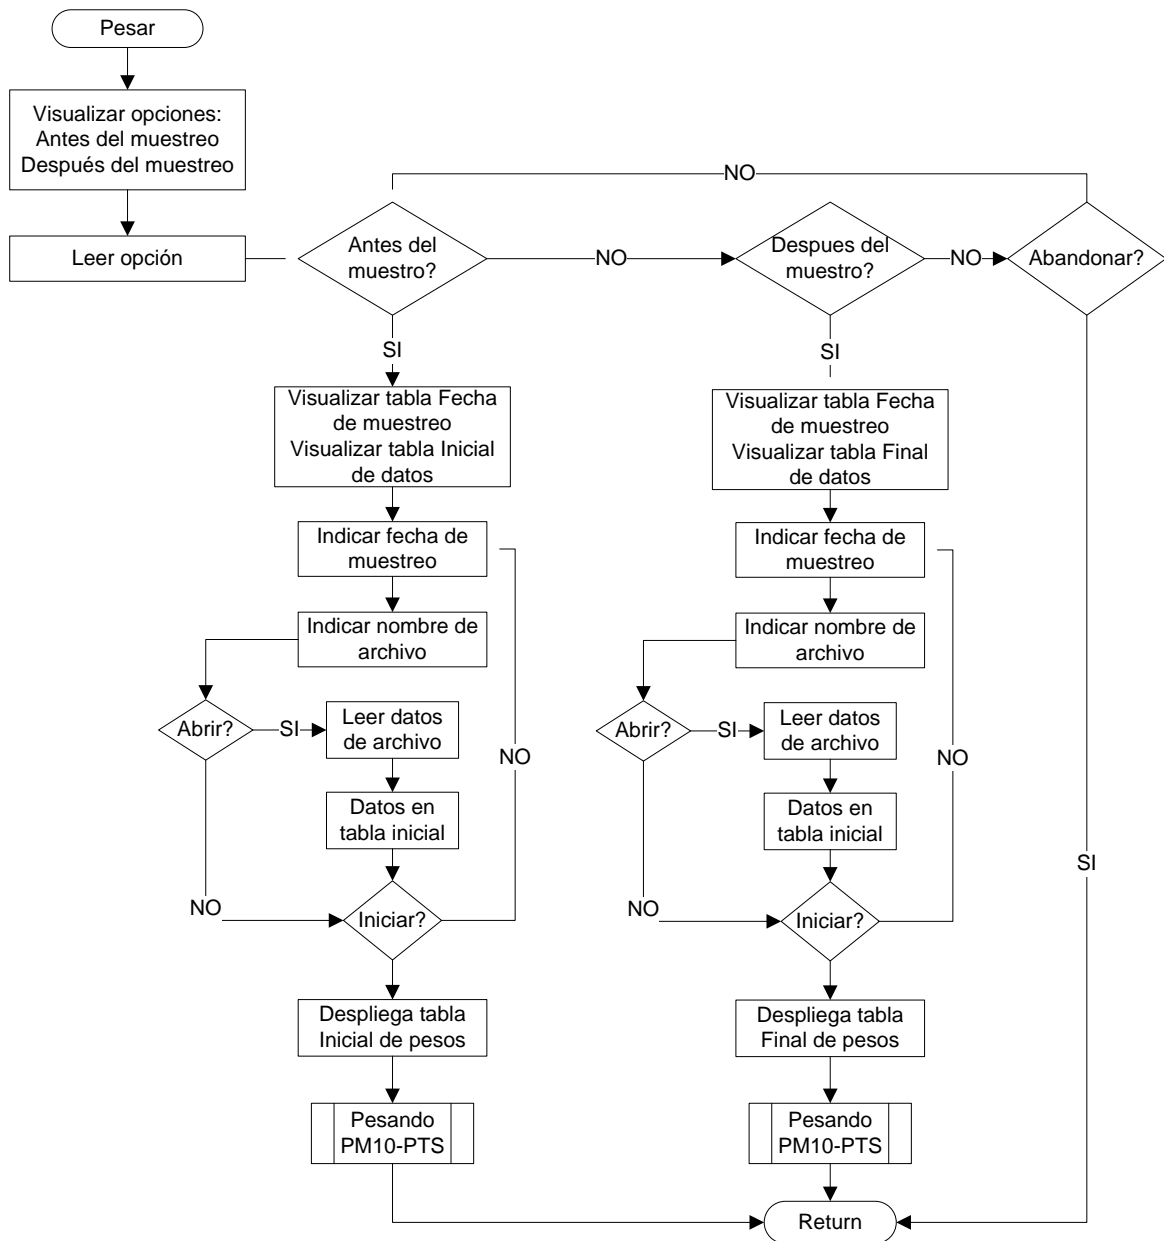 Pesar
Visualizar opciones:
Antes del muestreo
Después del muestreo
Leer opción
Antes del
muestro?
NO
Despues del
muestro?
NO
Abandonar?
NO
SI
SI
SI
Visualizar tabla Fecha
de muestreo
Visualizar tabla Inicial
de datos
Indicar fecha de
muestreo
Indicar nombre de
archivo
Abrir?
SI
Leer datos
de archivo
NO
Datos en
tabla inicial
NO
Iniciar?
Despliega tabla
Inicial de pesos
Pesando
PM10-PTS
Visualizar tabla Fecha
de muestreo
Visualizar tabla Final
de datos
Indicar fecha de
muestreo
Indicar nombre de
archivo
Abrir?
SI
Leer datos
de archivo
NO
Datos en
tabla inicial
NO
Iniciar?
Despliega tabla
Final de pesos
Pesando
PM10-PTS
Return